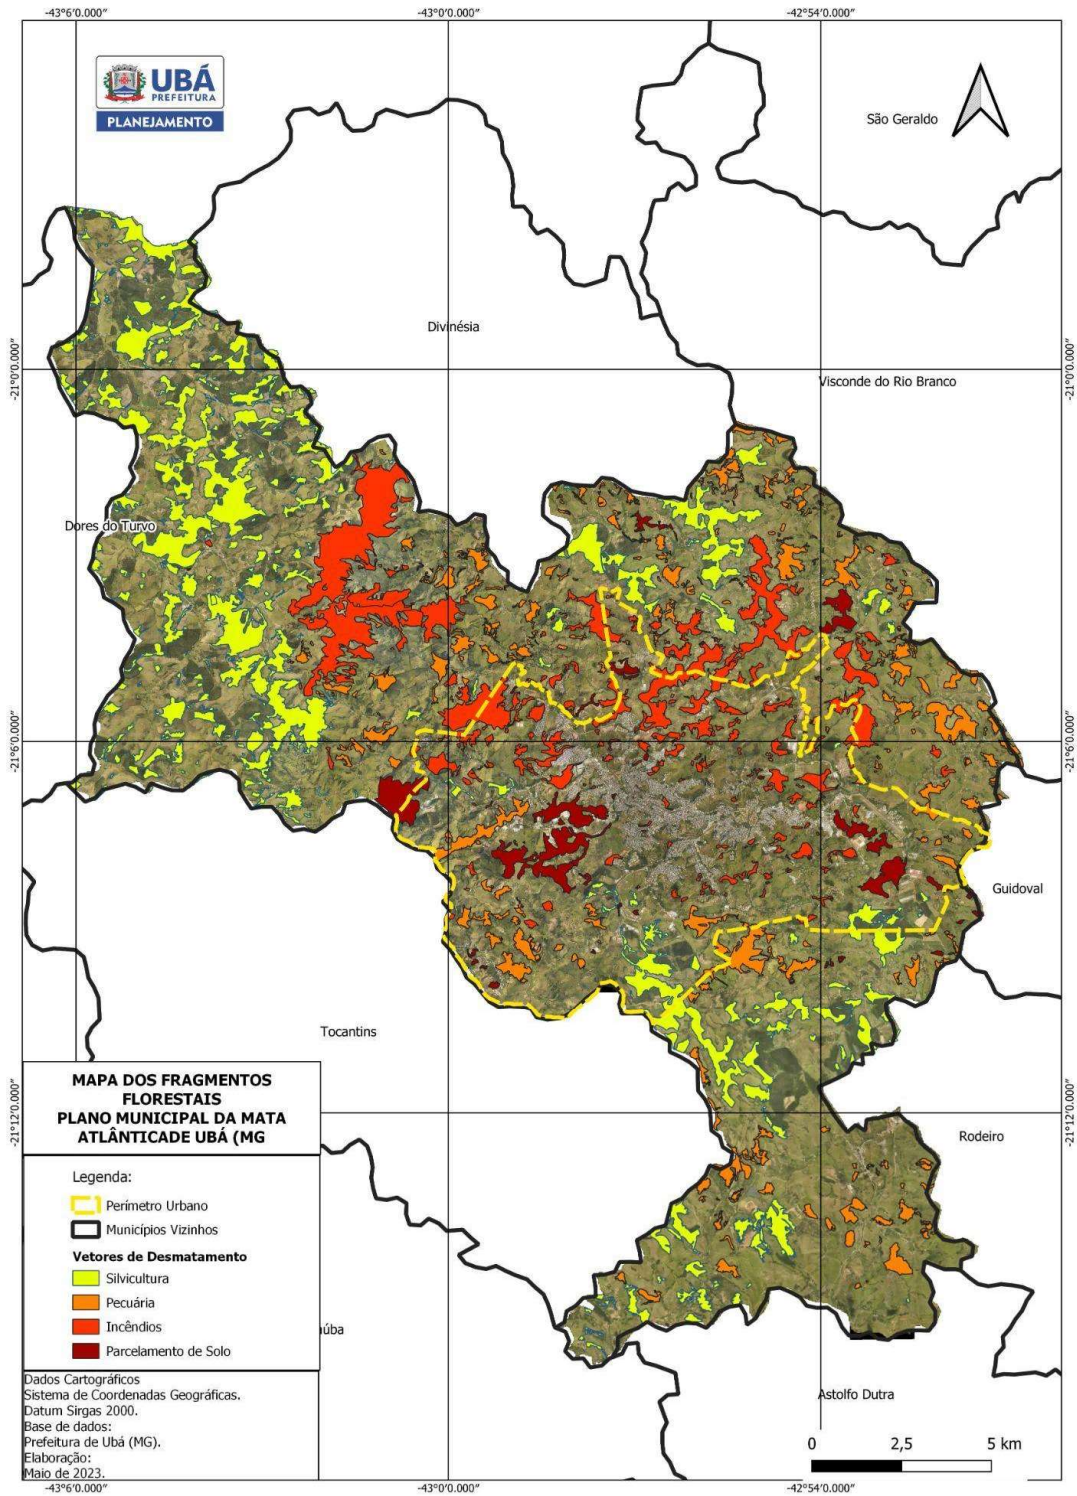 -43°6'0.000"
-43°0'0.000"
-42°54'0.000"
UBÁ
PREFEITURA
PLANEJAMENTO
São Geraldo
Divinésia
-21°0'0.000"
-21°0'0.000"
Visconde do Rio Branco
Dores do Turvo
-21°6'0.000"
-21°6'0.000"
Guidoval
Tocantins
MAPA DOS FRAGMENTOS
FLORESTAIS
PLANO MUNICIPAL DA MATA
ATLÂNTICADE UBÁ (MG
-21°12'0.000"
-21°12'0.000"
Rodeiro
Legenda:
Perímetro Urbano
Municípios Vizinhos
Vetores de Desmatamento
Silvicultura
Pecuária
Incêndios
Parcelamento de Solo
úba
Dados Cartográficos
Sistema de Coordenadas Geográficas.
Datum Sirgas 2000.
Base de dados:
Prefeitura de Ubá (MG).
Elaboração:
Maio de 2023.
Astolfo Dutra
0 2,5 5 km
-43°6'0.000"
-43°0'0.000"
-42°54'0.000"